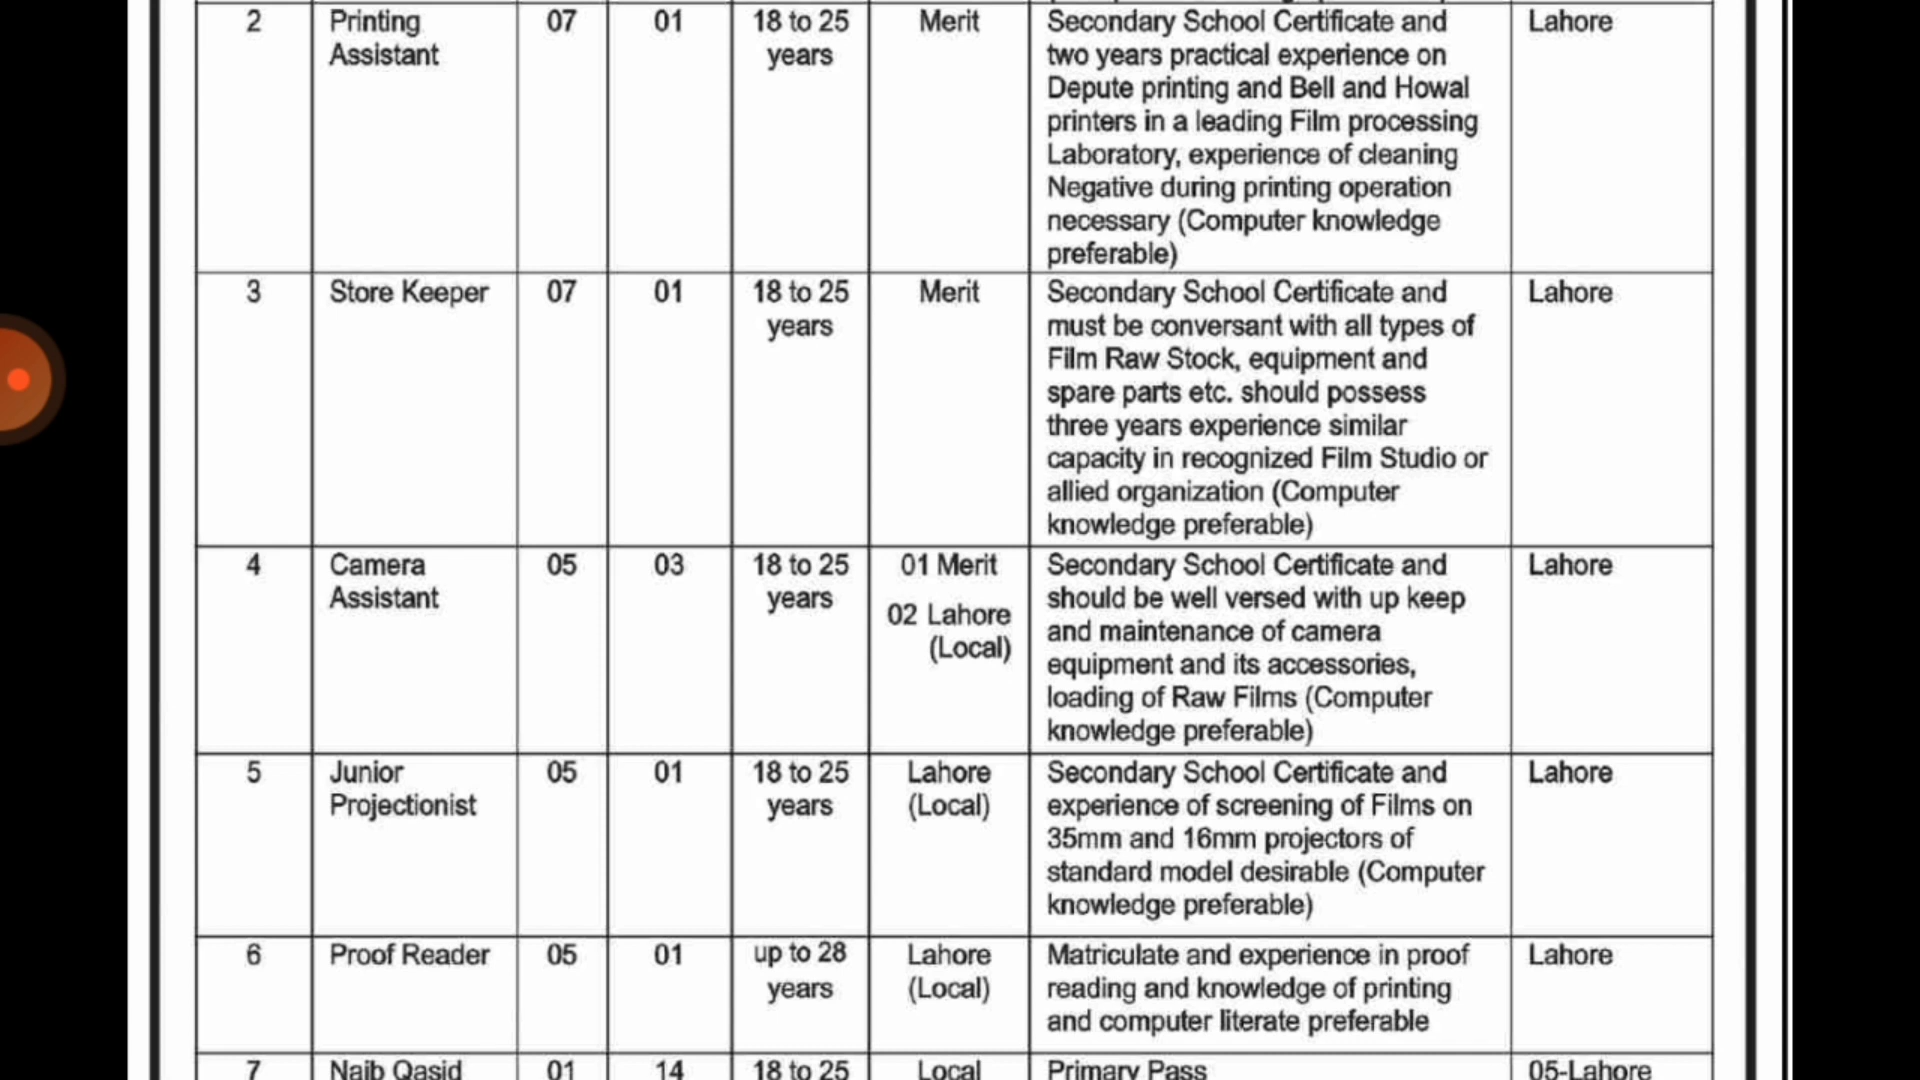 2 Printing Assistant 07 01 18 to 25 years Merit Secondary School Certificate and Lahore
two years practical experience on
Depute printing and Bell and Howal
printers in a leading Film processing
Laboratory, experience of cleaning
Negative during printing operation
necessary (Computer knowledge
preferable)
3 Store Keeper 07 01 18 to 25 years Merit Secondary School Certificate and Lahore
must be conversant with all types of
Film Raw Stock, equipment and
spare parts etc. should possess
three years experience similar
capacity in recognized Film Studio or
allied organization (Computer
knowledge preferable)
4 Camera Assistant 05 03 18 to 25 years 01 Merit 02 Lahore (Local) Secondary School Certificate and Lahore
should be well versed with up keep
and maintenance of camera
equipment and its accessories,
loading of Raw Films (Computer
knowledge preferable)
5 Junior Projectionist 05 01 18 to 25 years Lahore (Local) Secondary School Certificate and Lahore
experience of screening of Films on
35mm and 16mm projectors of
standard model desirable (Computer
knowledge preferable)
6 Proof Reader 05 01 up to 28 years Lahore (Local) Matriculate and experience in proof Lahore
reading and knowledge of printing
and computer literate preferable
7 Naib Qasid 01 14 18 to 25 Local Primary Pass 05-Lahore